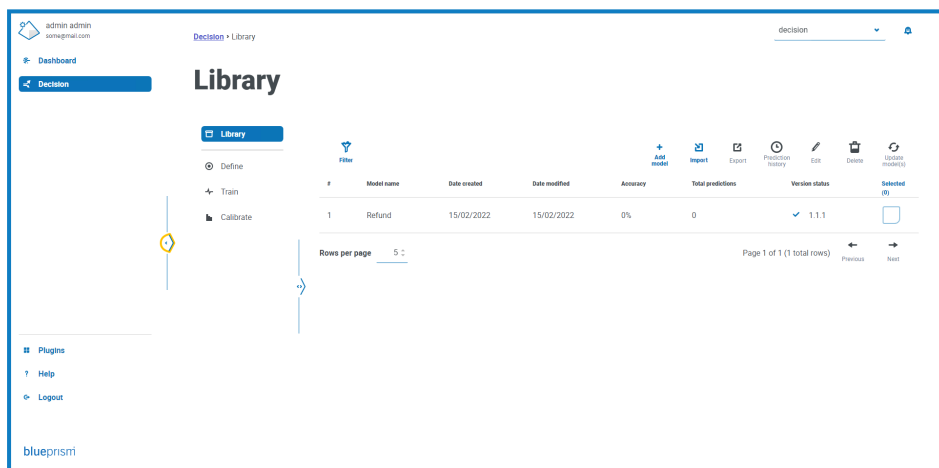 admin admin
some@mail.com
Dashboard
Decision
Plugins
? Help
Logout
blueprism
Decision › Library
decision
Library
Library
Define
Train
Calibrate
Filter
Add
model
Import
Export
Prediction
history
Edit
Delete
Update
model(s)
# Model name Date created Date modified Accuracy Total predictions Version status Selected
(0)
1 Refund 15/02/2022 15/02/2022 0% 0 1.1.1
Rows per page 5
Page 1 of 1 (1 total rows)
Previous
Next